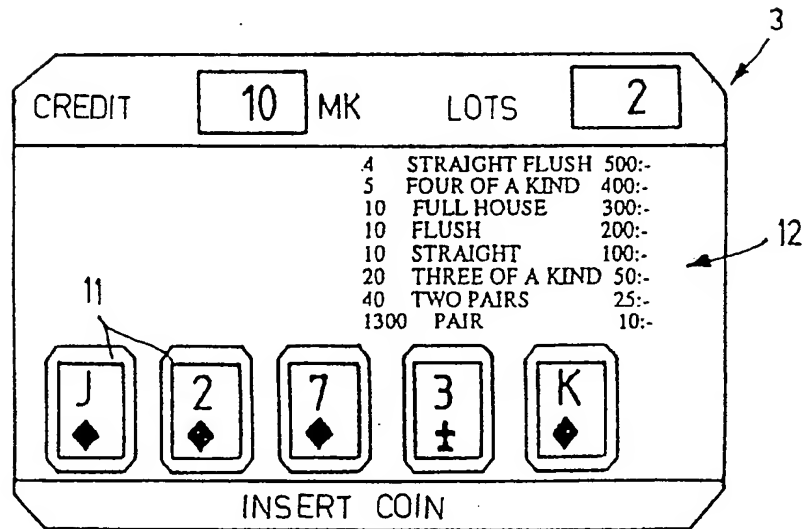 3
CREDIT 10 MK LOTS 2
4 STRAIGHT FLUSH 500:-
5 FOUR OF A KIND 400:-
10 FULL HOUSE 300:-
10 FLUSH 200:-
10 STRAIGHT 100:-
20 THREE OF A KIND 50:-
40 TWO PAIRS 25:-
1300 PAIR 10:-
12
11
J 2 7 3 K
INSERT COIN